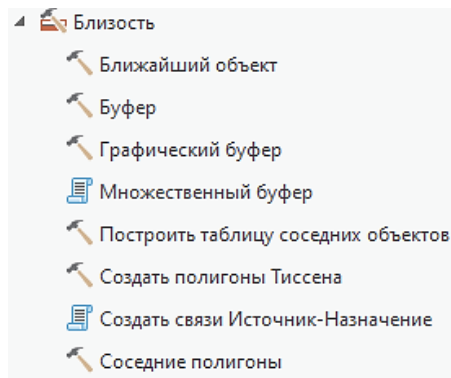 Близость
Ближайший объект
Буфер
Графический буфер
Множественный буфер
Построить таблицу соседних объектов
Создать полигоны Тиссена
Создать связи Источник-Назначение
Соседние полигоны